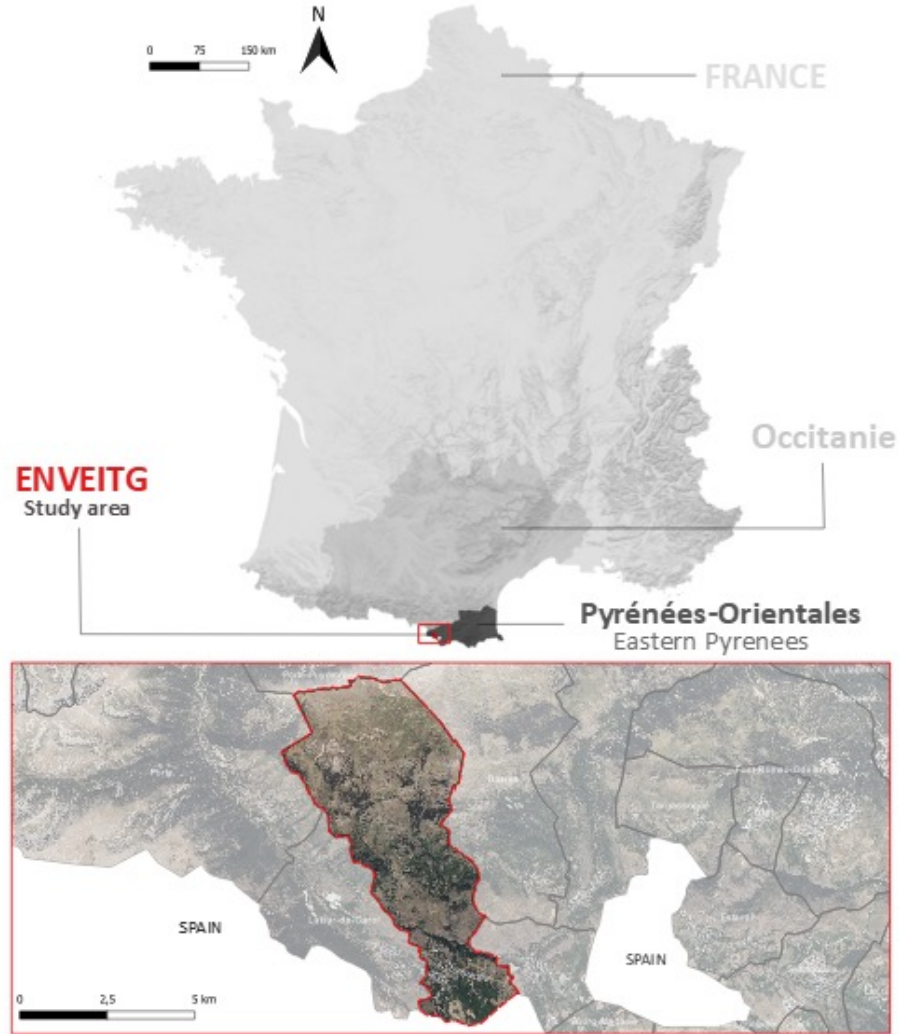 N
0 75 150 km
FRANCE
Occitanie
ENVEITG
Study area
Pyrénées-Orientales
Eastern Pyrenees
SPAIN
SPAIN
0 2,5 5 km